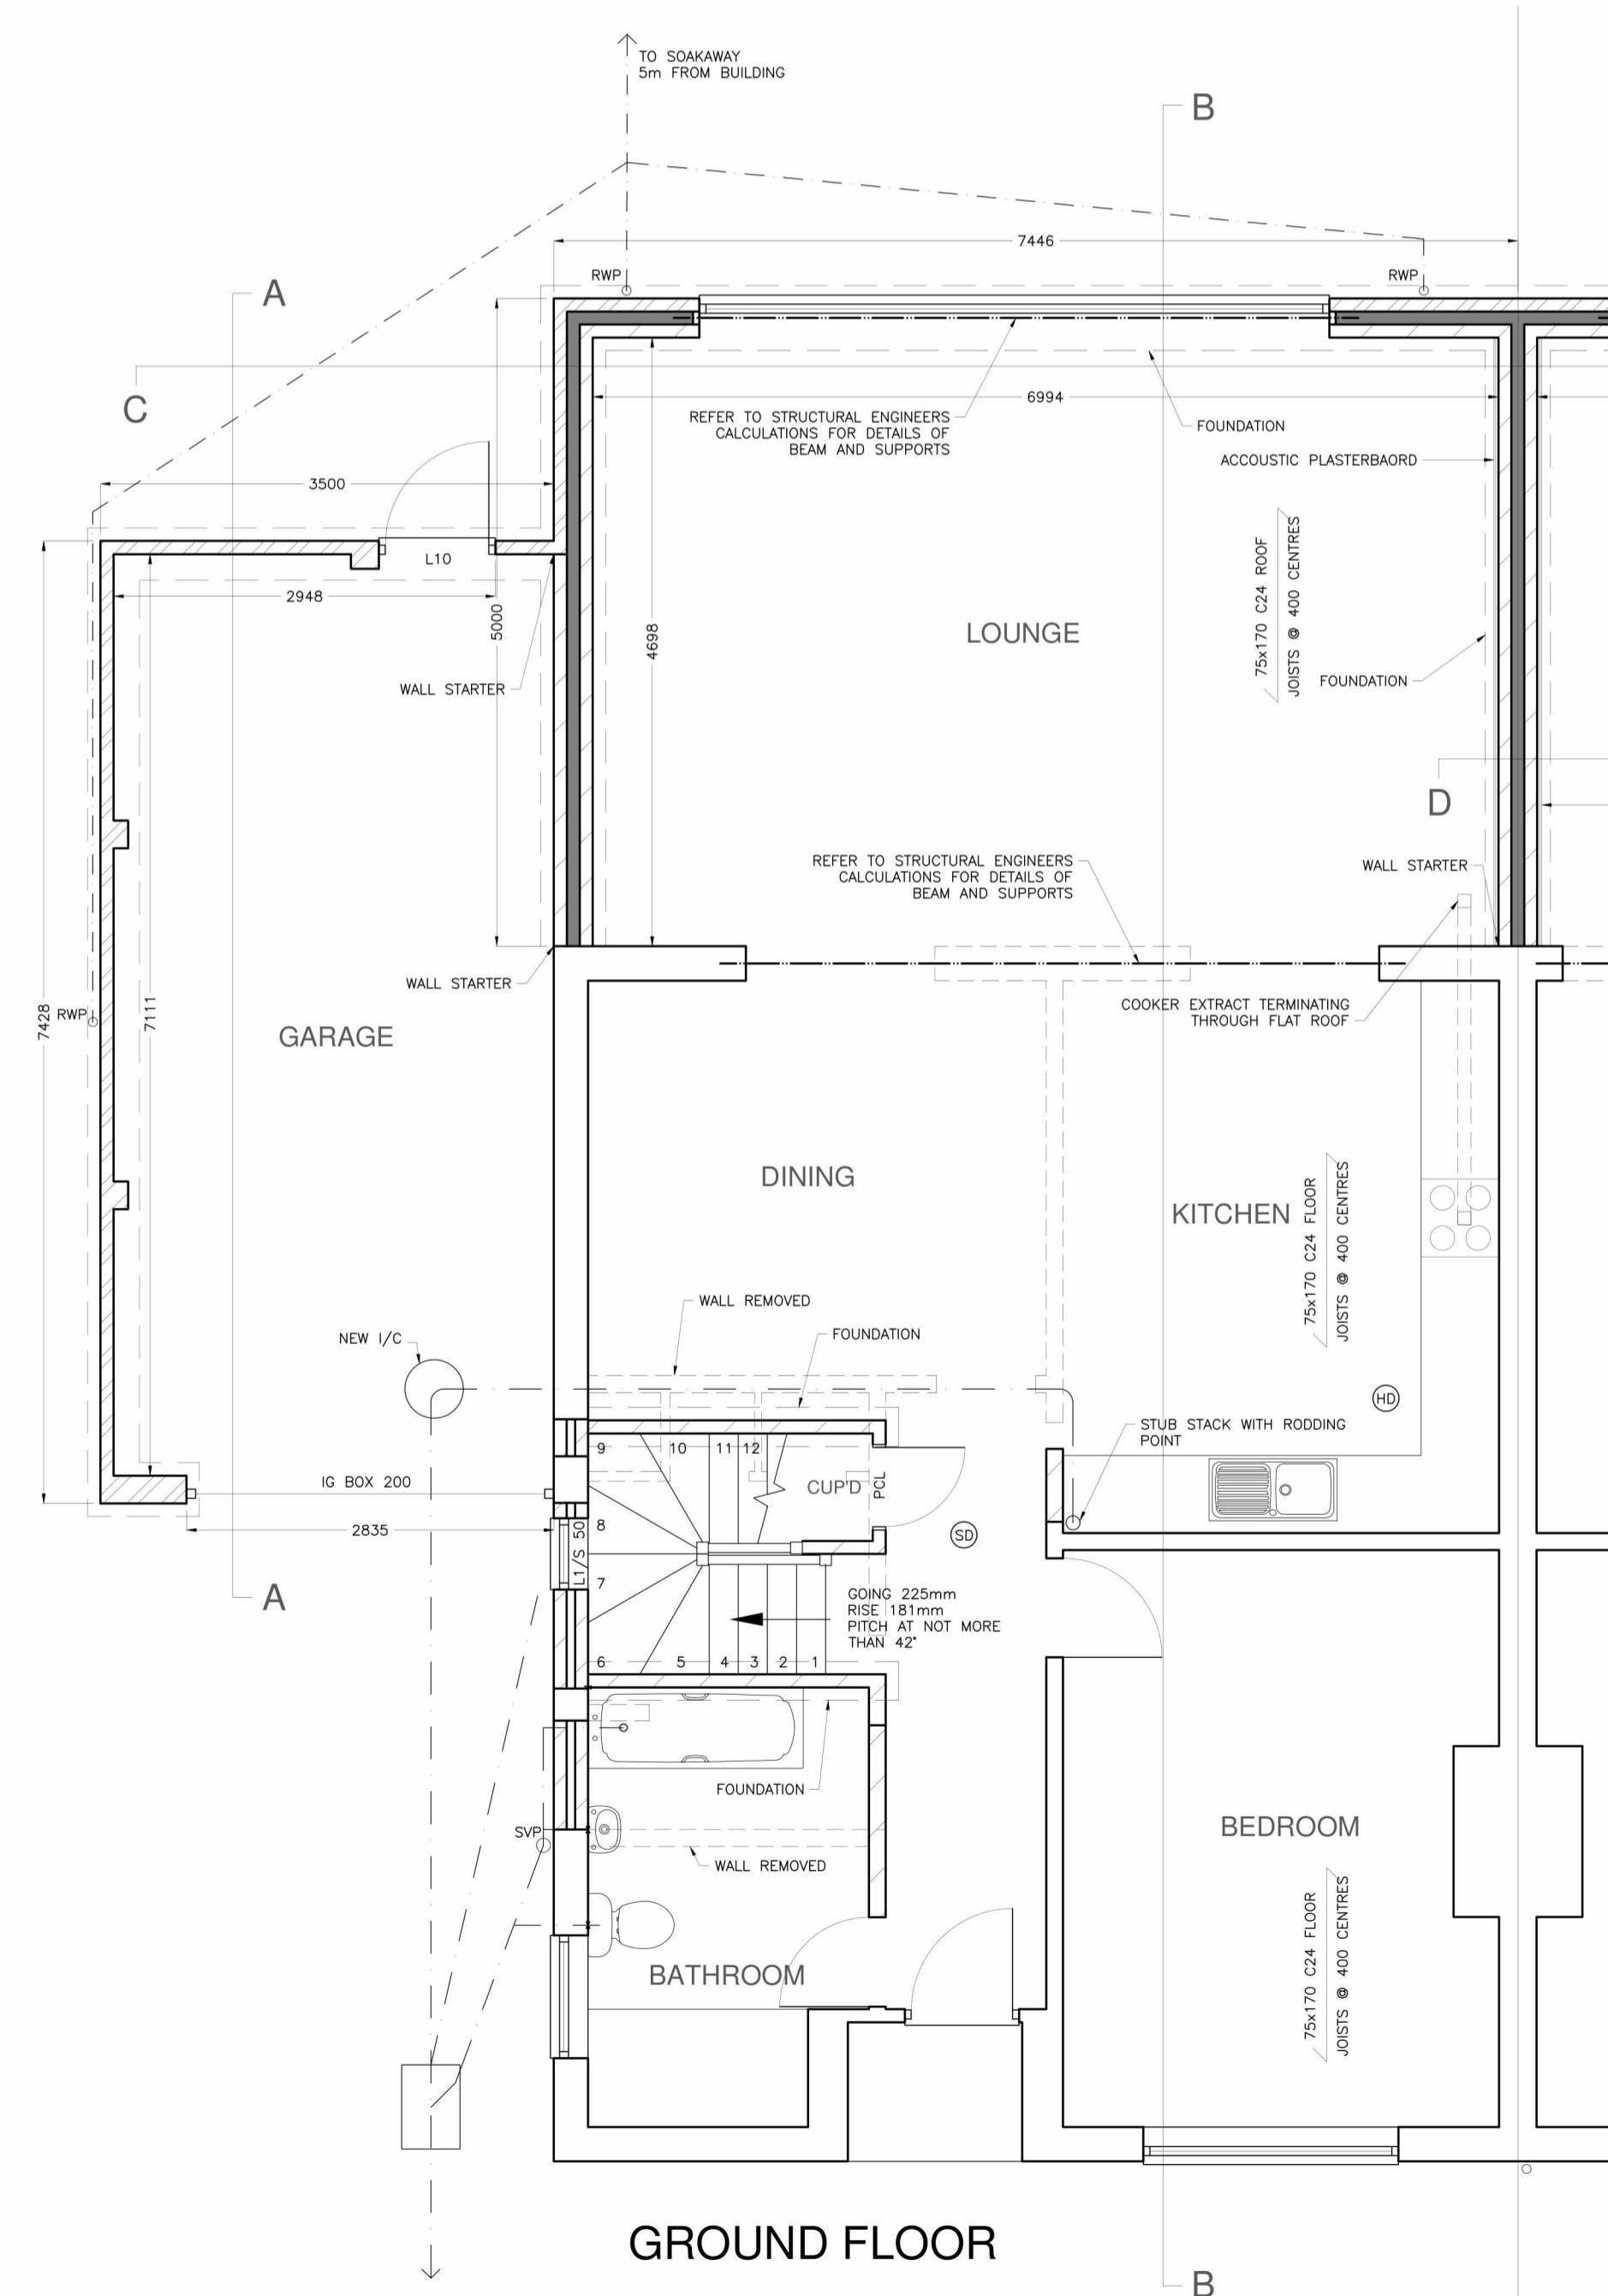 TO SOAKAWAY
5m FROM BUILDING
B
7446
RWP
RWP
A
C
6994
REFER TO STRUCTURAL ENGINEERS
CALCULATIONS FOR DETAILS OF
BEAM AND SUPPORTS
FOUNDATION
ACCOUSTIC PLASTERBAORD
3500
L10
2948
5000
4698
LOUNGE
75x170 C24 ROOF
JOISTS @ 400 CENTRES
FOUNDATION
WALL STARTER
D
REFER TO STRUCTURAL ENGINEERS
CALCULATIONS FOR DETAILS OF
BEAM AND SUPPORTS
WALL STARTER
WALL STARTER
COOKER EXTRACT TERMINATING
THROUGH FLAT ROOF
7428
RWP
7111
GARAGE
DINING
KITCHEN
75x170 C24 FLOOR
JOISTS @ 400 CENTRES
WALL REMOVED
FOUNDATION
NEW I/C
HD
STUB STACK WITH RODDING
POINT
9
10
11
12
CUP'D
PCL
IG BOX 200
2835
8
L1/S 50
SD
7
A
GOING 225mm
RISE 181mm
PITCH AT NOT MORE
THAN 42°
6
5
4
3
2
1
FOUNDATION
SVP
WALL REMOVED
BEDROOM
75x170 C24 FLOOR
JOISTS @ 400 CENTRES
BATHROOM
GROUND FLOOR
B